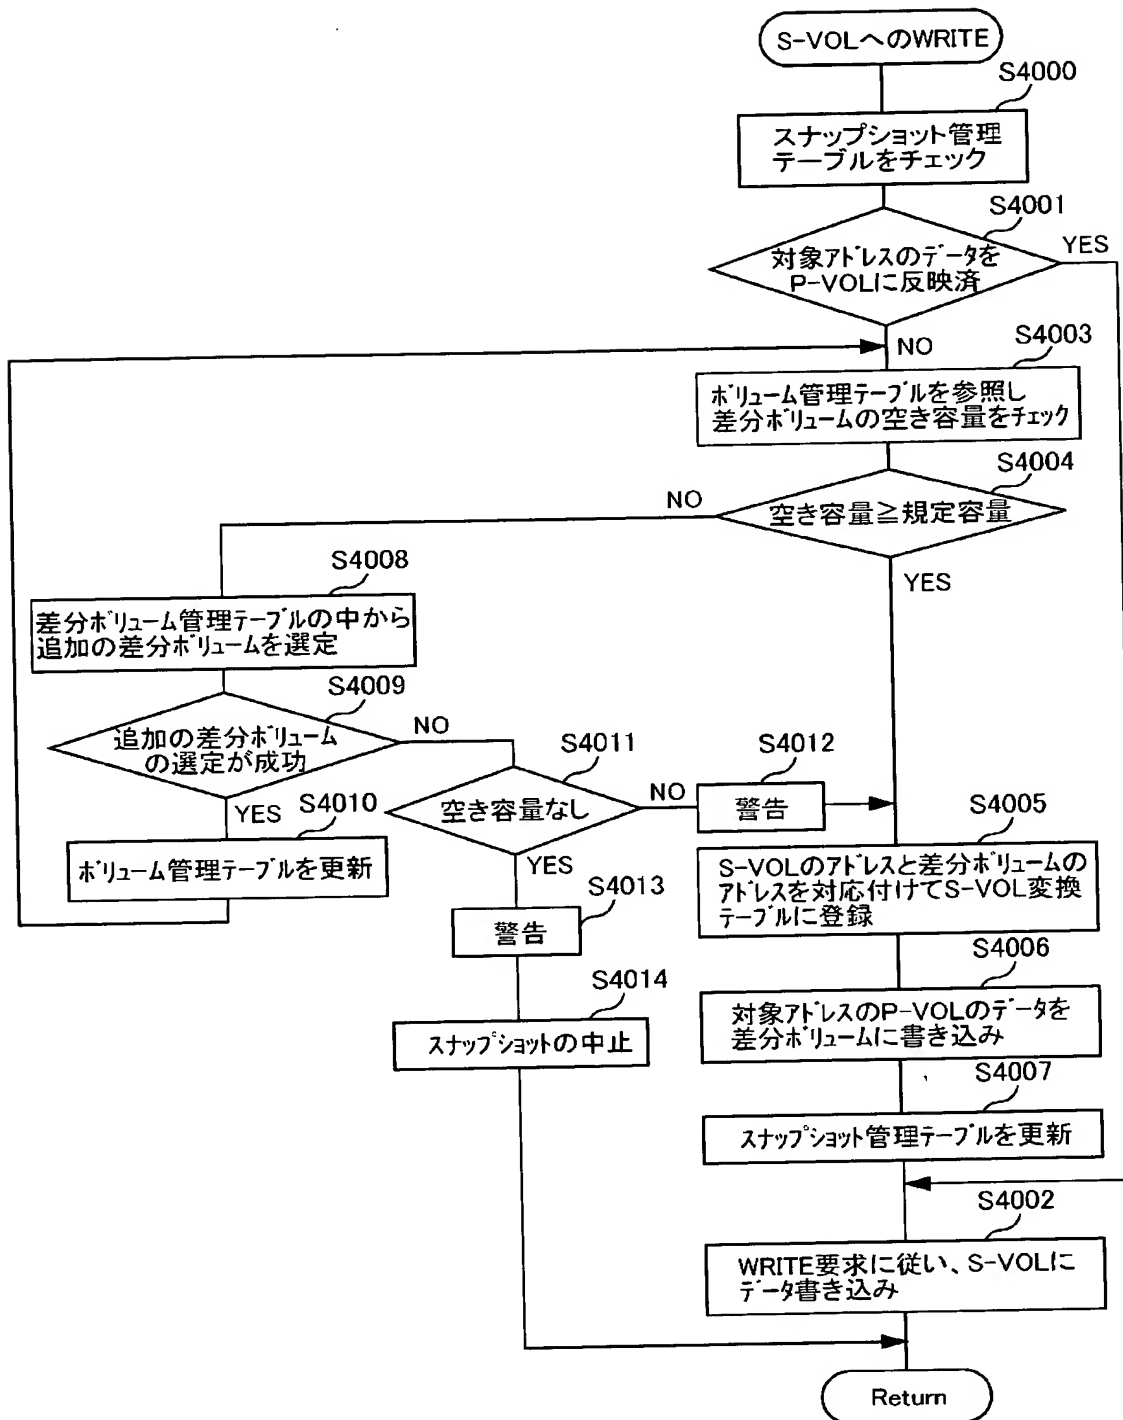 S-VOLへのWRITE
S4000
スナップショット管理
テーブルをチェック
S4001
対象アドレスのデータを
P-VOLに反映済
YES
NO
S4003
ボリューム管理テーブルを参照し
差分ボリュームの空き容量をチェック
S4004
空き容量≧規定容量
NO
YES
S4008
差分ボリューム管理テーブルの中から
追加の差分ボリュームを選定
S4009
追加の差分ボリューム
の選定が成功
NO
YES
S4010
ボリューム管理テーブルを更新
S4011
空き容量なし
NO
YES
S4012
警告
S4013
警告
S4014
スナップショットの中止
S4005
S-VOLのアドレスと差分ボリュームの
アドレスを対応付けてS-VOL変換
テーブルに登録
S4006
対象アドレスのP-VOLのデータを
差分ボリュームに書き込み
S4007
スナップショット管理テーブルを更新
S4002
WRITE要求に従い、S-VOLに
データ書き込み
Return